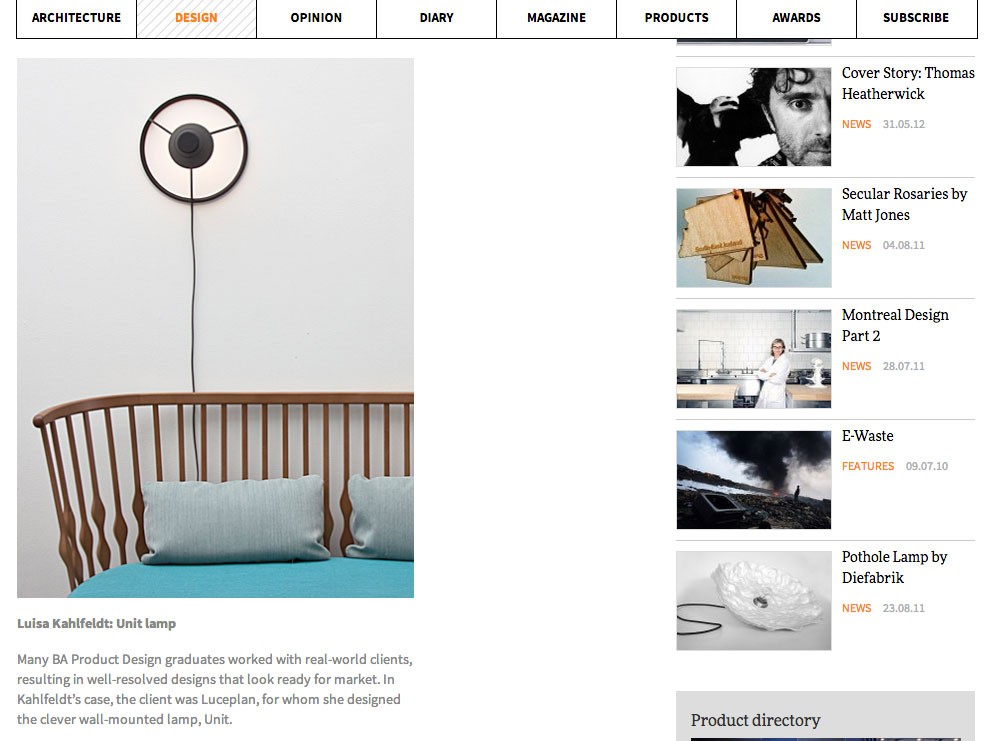 ARCHITECTURE DESIGN OPINION DIARY MAGAZINE PRODUCTS AWARDS SUBSCRIBE
Luisa Kahlfeldt: Unit lamp
Many BA Product Design graduates worked with real-world clients,
resulting in well-resolved designs that look ready for market. In
Kahlfeldt’s case, the client was Luceplan, for whom she designed
the clever wall-mounted lamp, Unit.
Cover Story: Thomas
Heatherwick
NEWS 31.05.12
Secular Rosaries by
Matt Jones
NEWS 04.08.11
Montreal Design
Part 2
NEWS 28.07.11
E-Waste
FEATURES 09.07.10
Pothole Lamp by
Diefabrik
NEWS 23.08.11
Product directory